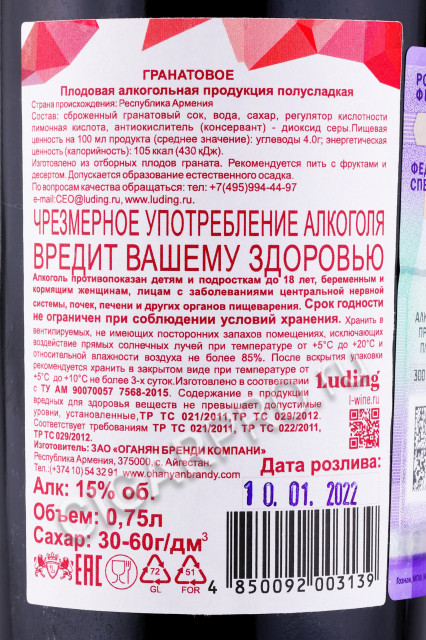 ГРАНАТОВОЕ
Плодовая алкогольная продукция полусладкая
Страна происхождения: Республика Армения
Состав: сброженный гранатовый сок, вода, сахар, регулятор кислотности
лимонная кислота, антиокислитель (консервант) - диоксид серы.Пищевая
ценность на 100 мл продукта (среднее значение): углеводы 4.0г; энергетическая
ценность (калорийность): 105 ккал (430 кДж).
Изготовлено из отборных плодов граната. Рекомендуется пить с фруктами и
десертом. Допускается образование естественного осадка.
По вопросам качества обращаться: тел: +7(495)994-44-97
e-mail:CEO@luding.ru, www.luding.ru.
ЧРЕЗМЕРНОЕ УПОТРЕБЛЕНИЕ АЛКОГОЛЯ
ВРЕДИТ ВАШЕМУ ЗДОРОВЬЮ
Алкоголь противопоказан детям и подросткам до 18 лет, беременным и
кормящим женщинам, лицам с заболеваниями центральной нервной
системы, почек, печени и других органов пищеварения. Срок годности
не ограничен при соблюдении условий хранения. Хранить в
вентилируемых, не имеющих посторонних запахов помещениях, исключающих
воздействие прямых солнечных лучей при температуре от +5°С до +20°С и
относительной влажности воздуха не более 85%. После вскрытия упаковки
рекомендуется хранить в закрытом виде при температуре от
+5°С до +10°С не более 3-х суток.Изготовлено в соответствии
с ТУ АМ 90070057 7568-2015. Содержание в продукции
вредных для здоровья веществ не превышает допустимые
уровни, установленные,ТР ТС 021/2011,ТР ТС 029/2012.
Соответствует требованиям ТР ТС 021/2011, ТР ТС 022/2011,
ТР ТС 029/2012.
Luding
l-wine.ru
Изготовитель: ЗАО «ОГАНЯН БРЕНДИ КОМПАНИ»
Республика Армения, 375000, с. Айгестан.
Тел.:(+374 10) 54 32 91 www.ohanyanbrandy.com
Дата розлива:
10.01.2022
Алк: 15% об.
Объем: 0,75л
Сахар: 30-60г/дм³
EAC
72
GL
51
FOR
4 850092 003139